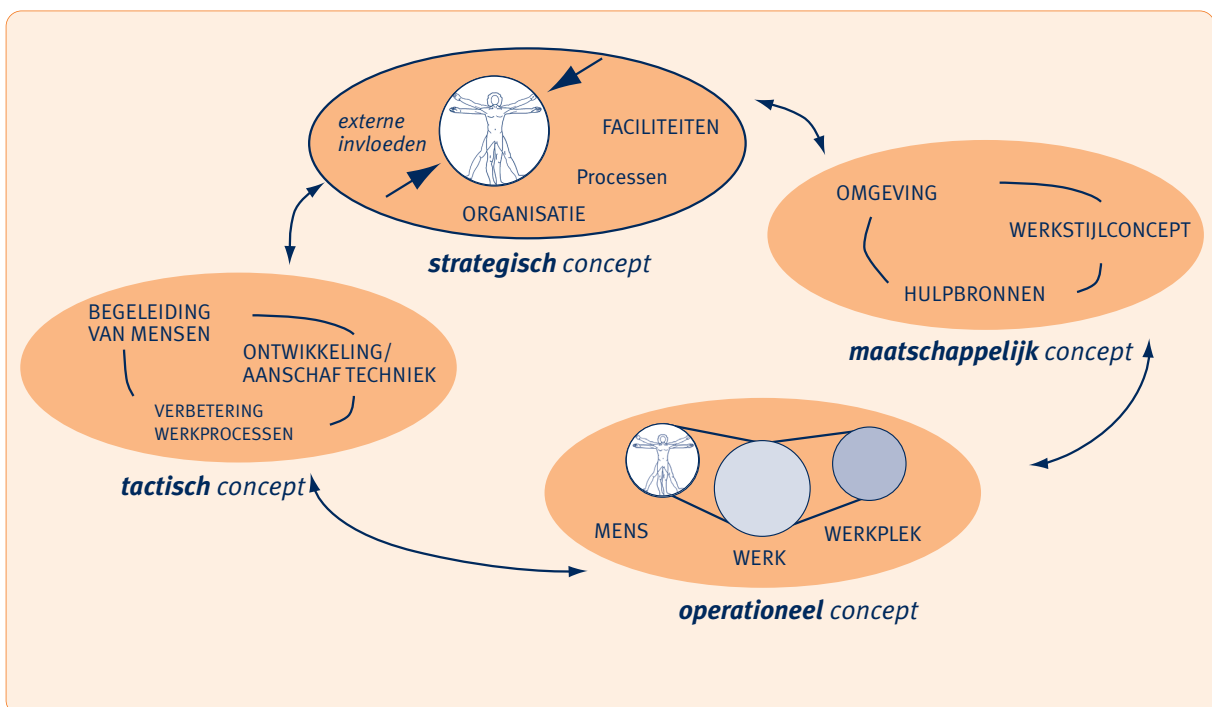 externe
invloeden
FACILITEITEN
Processen
ORGANISATIE
strategisch concept
OMGEVING
WERKSTIJLCONCEPT
HULPBRONNEN
maatschappelijk concept
BEGELEIDING
VAN MENSEN
ONTWIKKELING/
AANSCHAF TECHNIEK
VERBETERING
WERKPROCESSEN
tactisch concept
MENS
WERK
WERKPLEK
operationeel concept